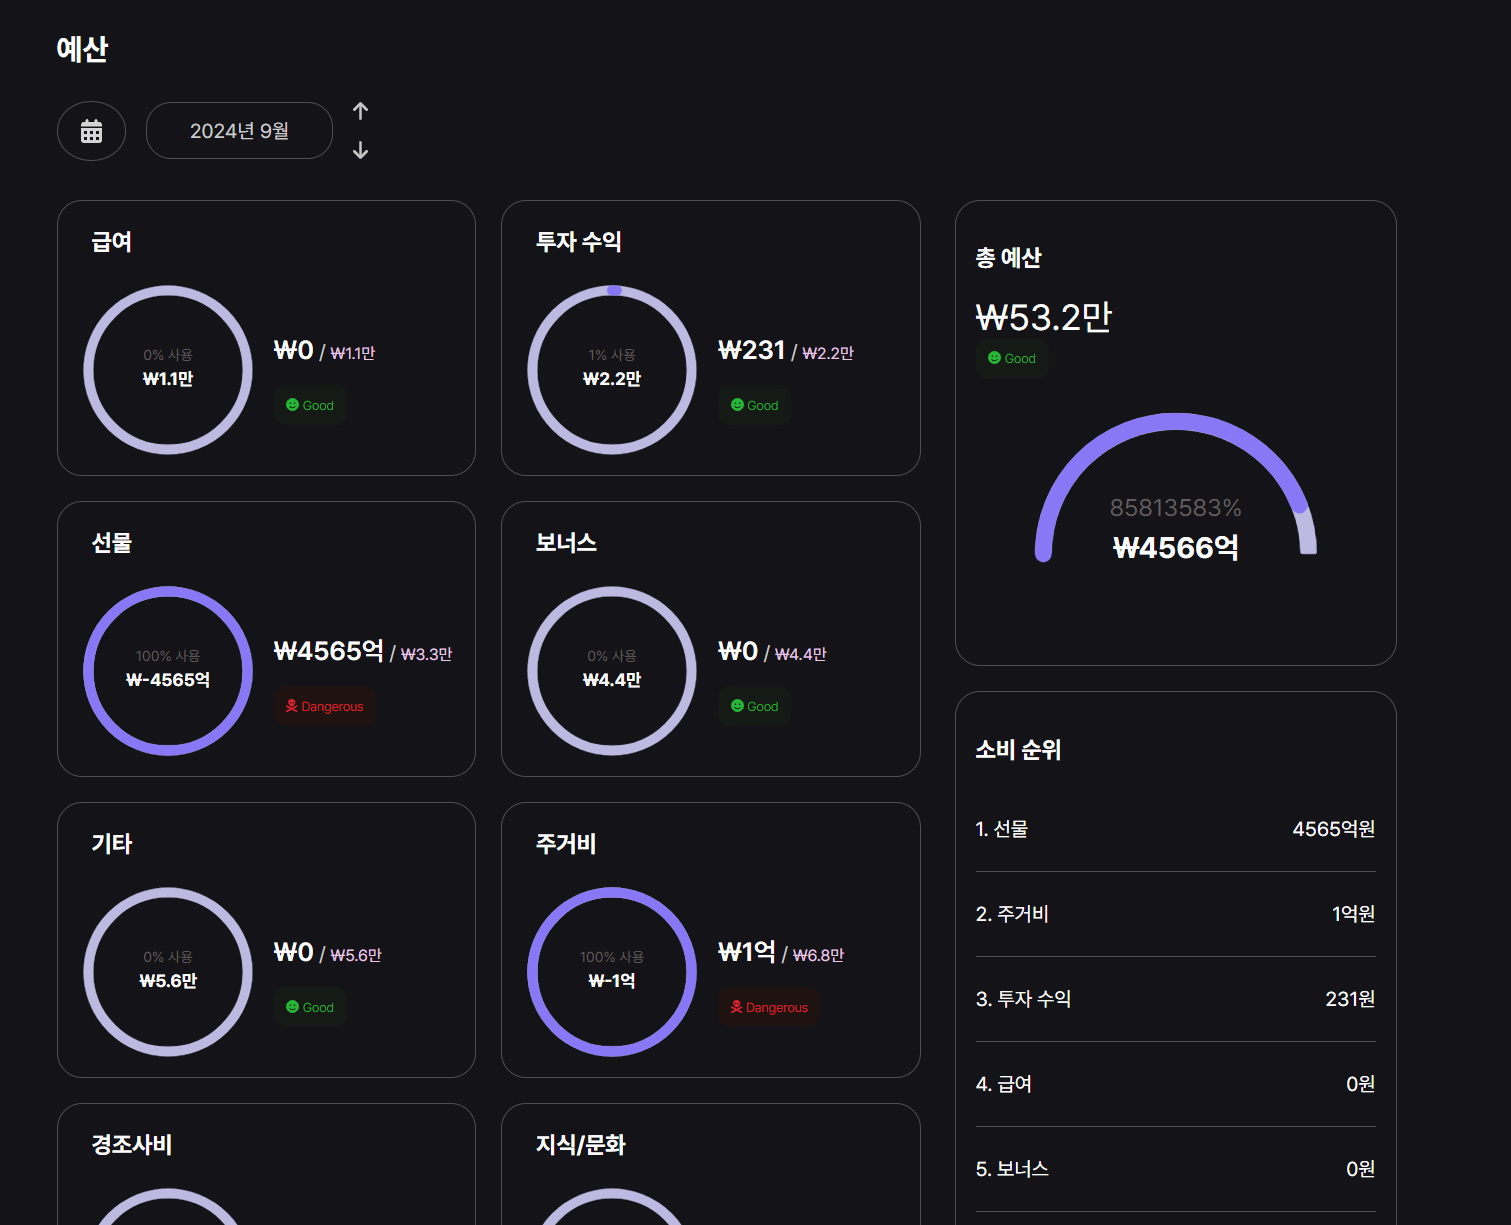 예산
2024년 9월
급여
0% 사용
₩1.1만
₩0 / ₩1.1만
Good
투자 수익
1% 사용
₩2.2만
₩231 / ₩2.2만
Good
선물
100% 사용
₩-4565억
₩4565억 / ₩3.3만
Dangerous
보너스
0% 사용
₩4.4만
₩0 / ₩4.4만
Good
기타
0% 사용
₩5.6만
₩0 / ₩5.6만
Good
주거비
100% 사용
₩-1억
₩1억 / ₩6.8만
Dangerous
경조사비
지식/문화
총 예산
₩53.2만
Good
85813583%
₩4566억
소비 순위
1. 선물 4565억원
2. 주거비 1억원
3. 투자 수익 231원
4. 급여 0원
5. 보너스 0원